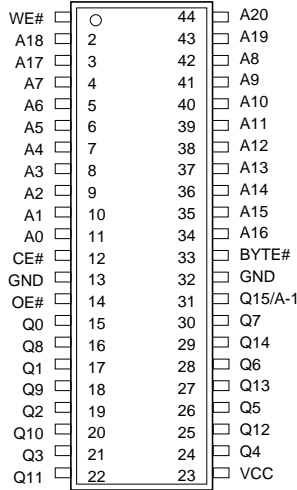 WE# 44 A20
A18 2 43 A19
A17 3 42 A8
A7 4 41 A9
A6 5 40 A10
A5 6 39 A11
A4 7 38 A12
A3 8 37 A13
A2 9 36 A14
A1 10 35 A15
A0 11 34 A16
CE# 12 33 BYTE#
GND 13 32 GND
OE# 14 31 Q15/A-1
Q0 15 30 Q7
Q8 16 29 Q14
Q1 17 28 Q6
Q9 18 27 Q13
Q2 19 26 Q5
Q10 20 25 Q12
Q3 21 24 Q4
Q11 22 23 VCC